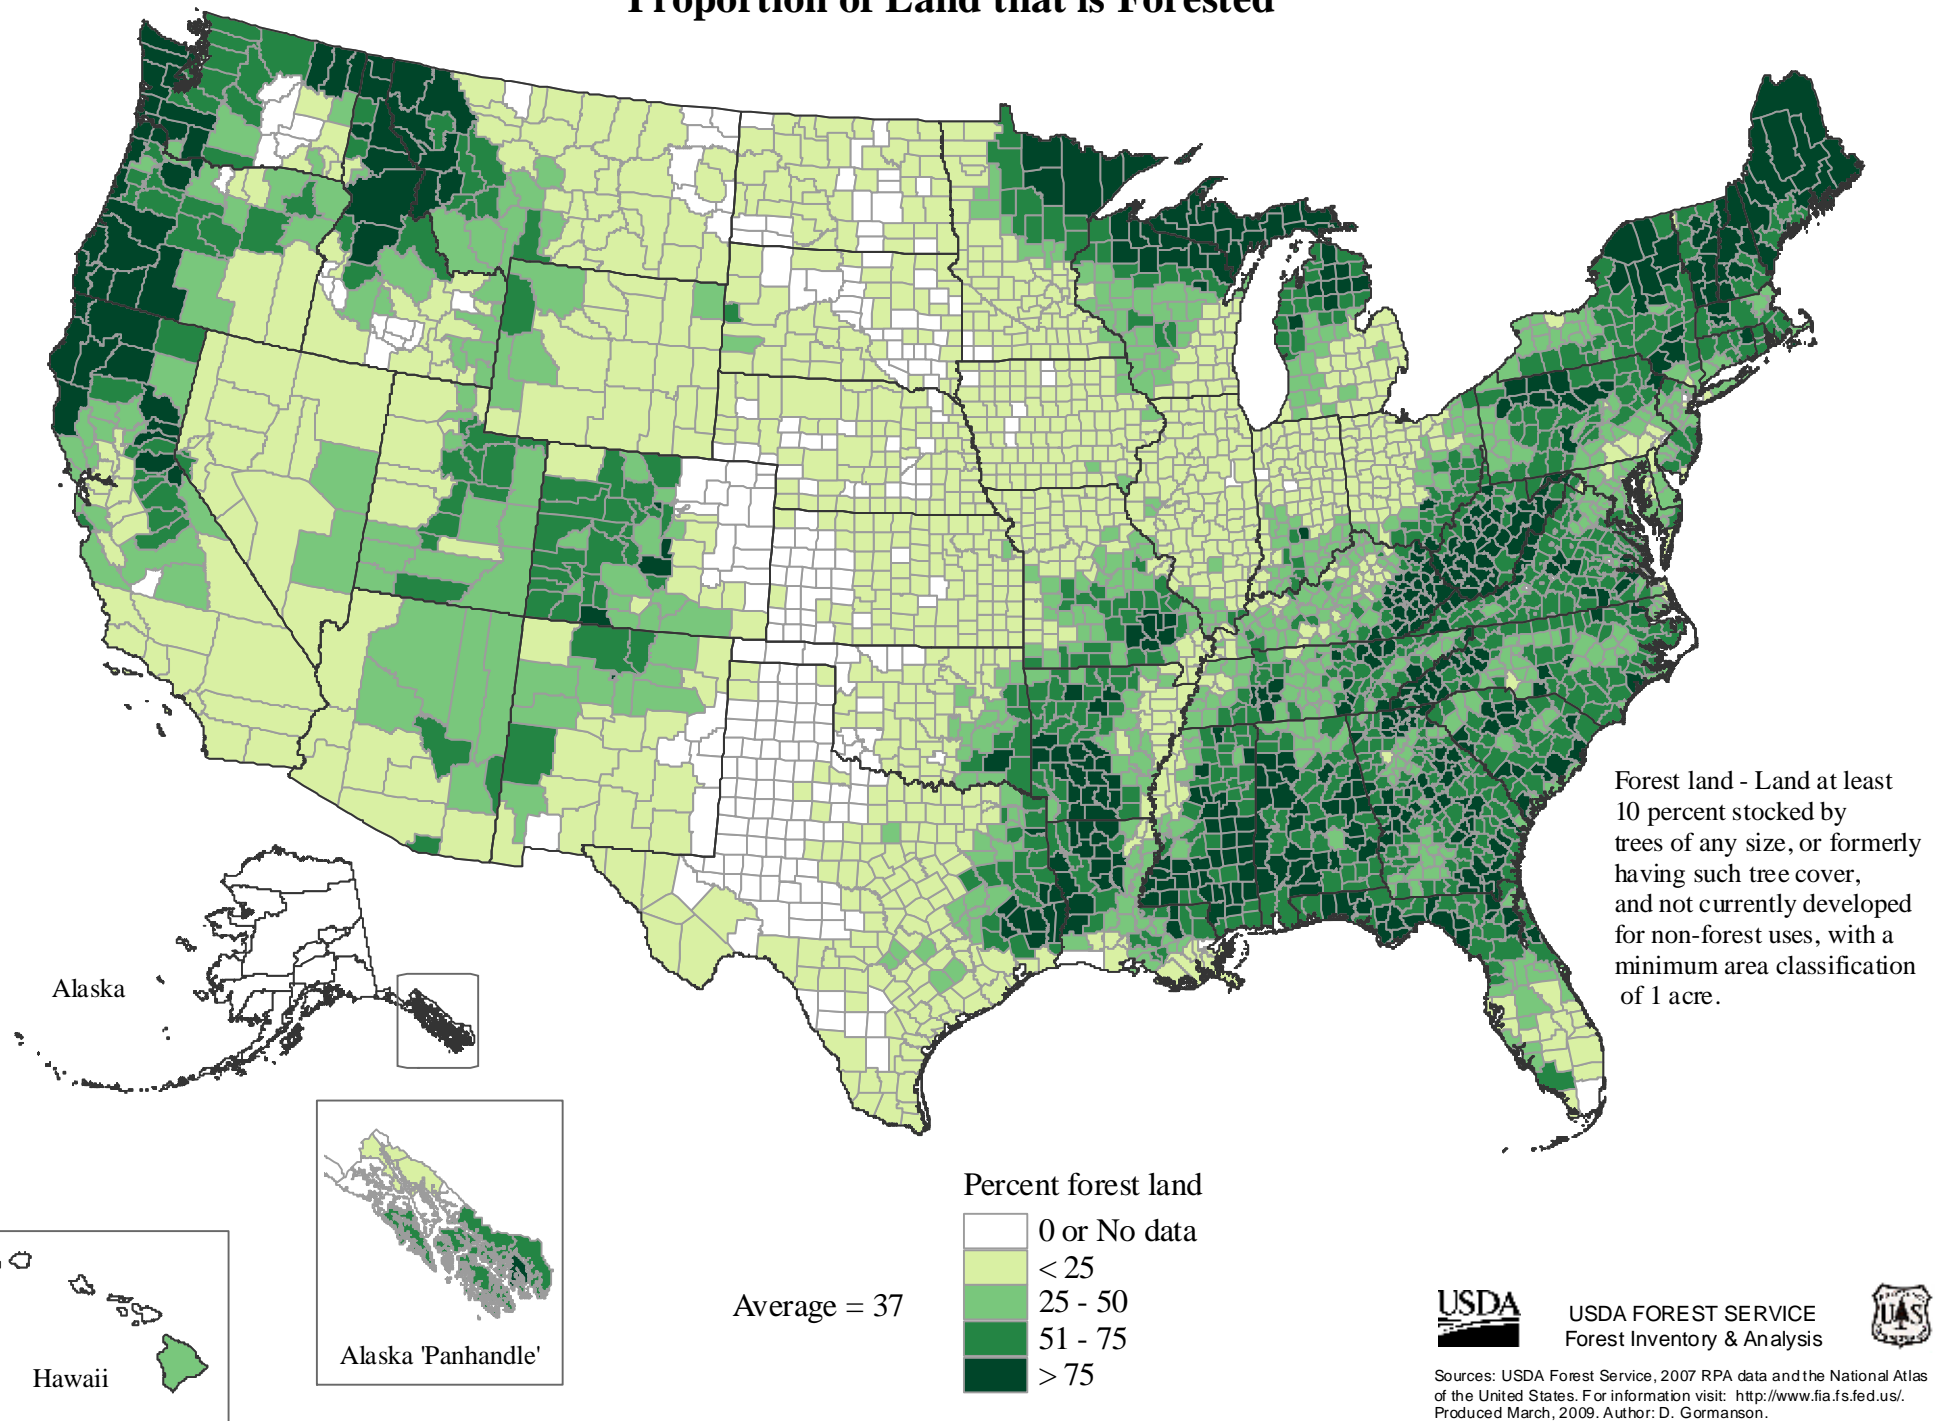 Proportion of Land that is Forested
Forest land - Land at least
10 percent stocked by
trees of any size, or formerly
having such tree cover,
and not currently developed
for non-forest uses, with a
minimum area classification
of 1 acre.
Alaska
Alaska 'Panhandle'
Hawaii
Average = 37
Percent forest land
0 or No data
< 25
25 - 50
51 - 75
> 75
USDA
USDA FOREST SERVICE
Forest Inventory & Analysis
U S
Sources: USDA Forest Service, 2007 RPA data and the National Atlas
of the United States. For information visit: http://www.fia.fs.fed.us/.
Produced March, 2009. Author: D. Gormanson.